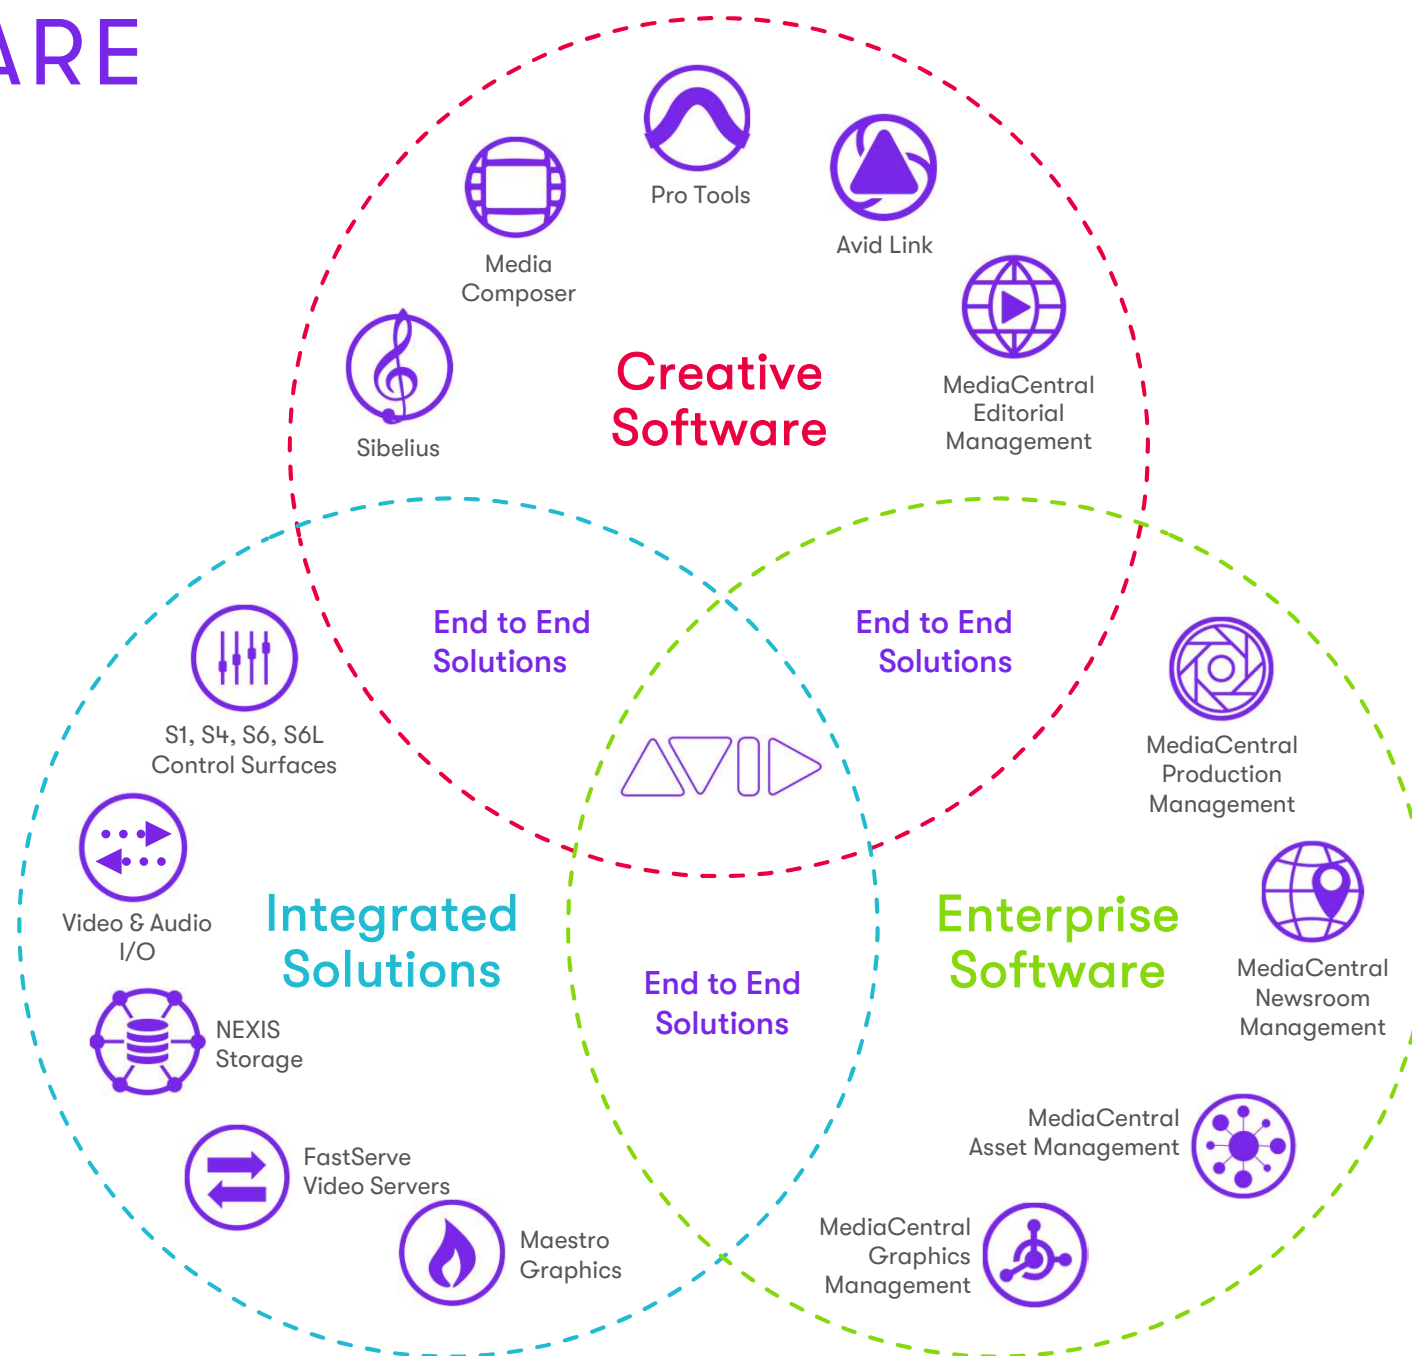 ARE
Pro Tools
Avid Link
Media
Composer
MediaCentral
Editorial
Management
Sibelius
Creative
Software
End to End
Solutions
End to End
Solutions
S1, S4, S6, S6L
Control Surfaces
MediaCentral
Production
Management
AVID
Video & Audio
I/O
Integrated
Solutions
Enterprise
Software
MediaCentral
Newsroom
Management
End to End
Solutions
NEXIS
Storage
MediaCentral
Asset Management
FastServe
Video Servers
Maestro
Graphics
MediaCentral
Graphics
Management